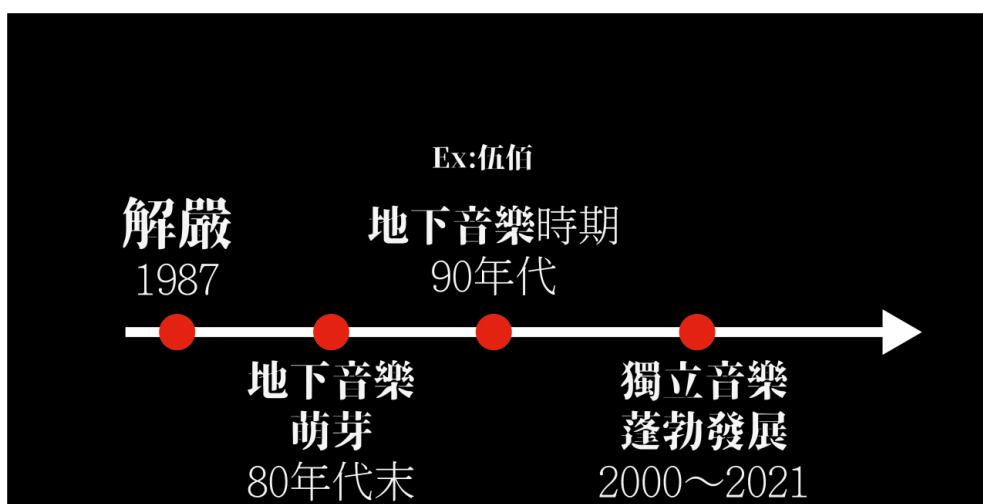 Ex:伍佰
解嚴
1987
地下音樂時期
90年代
地下音樂
萌芽
80年代末
獨立音樂
蓬勃發展
2000～2021